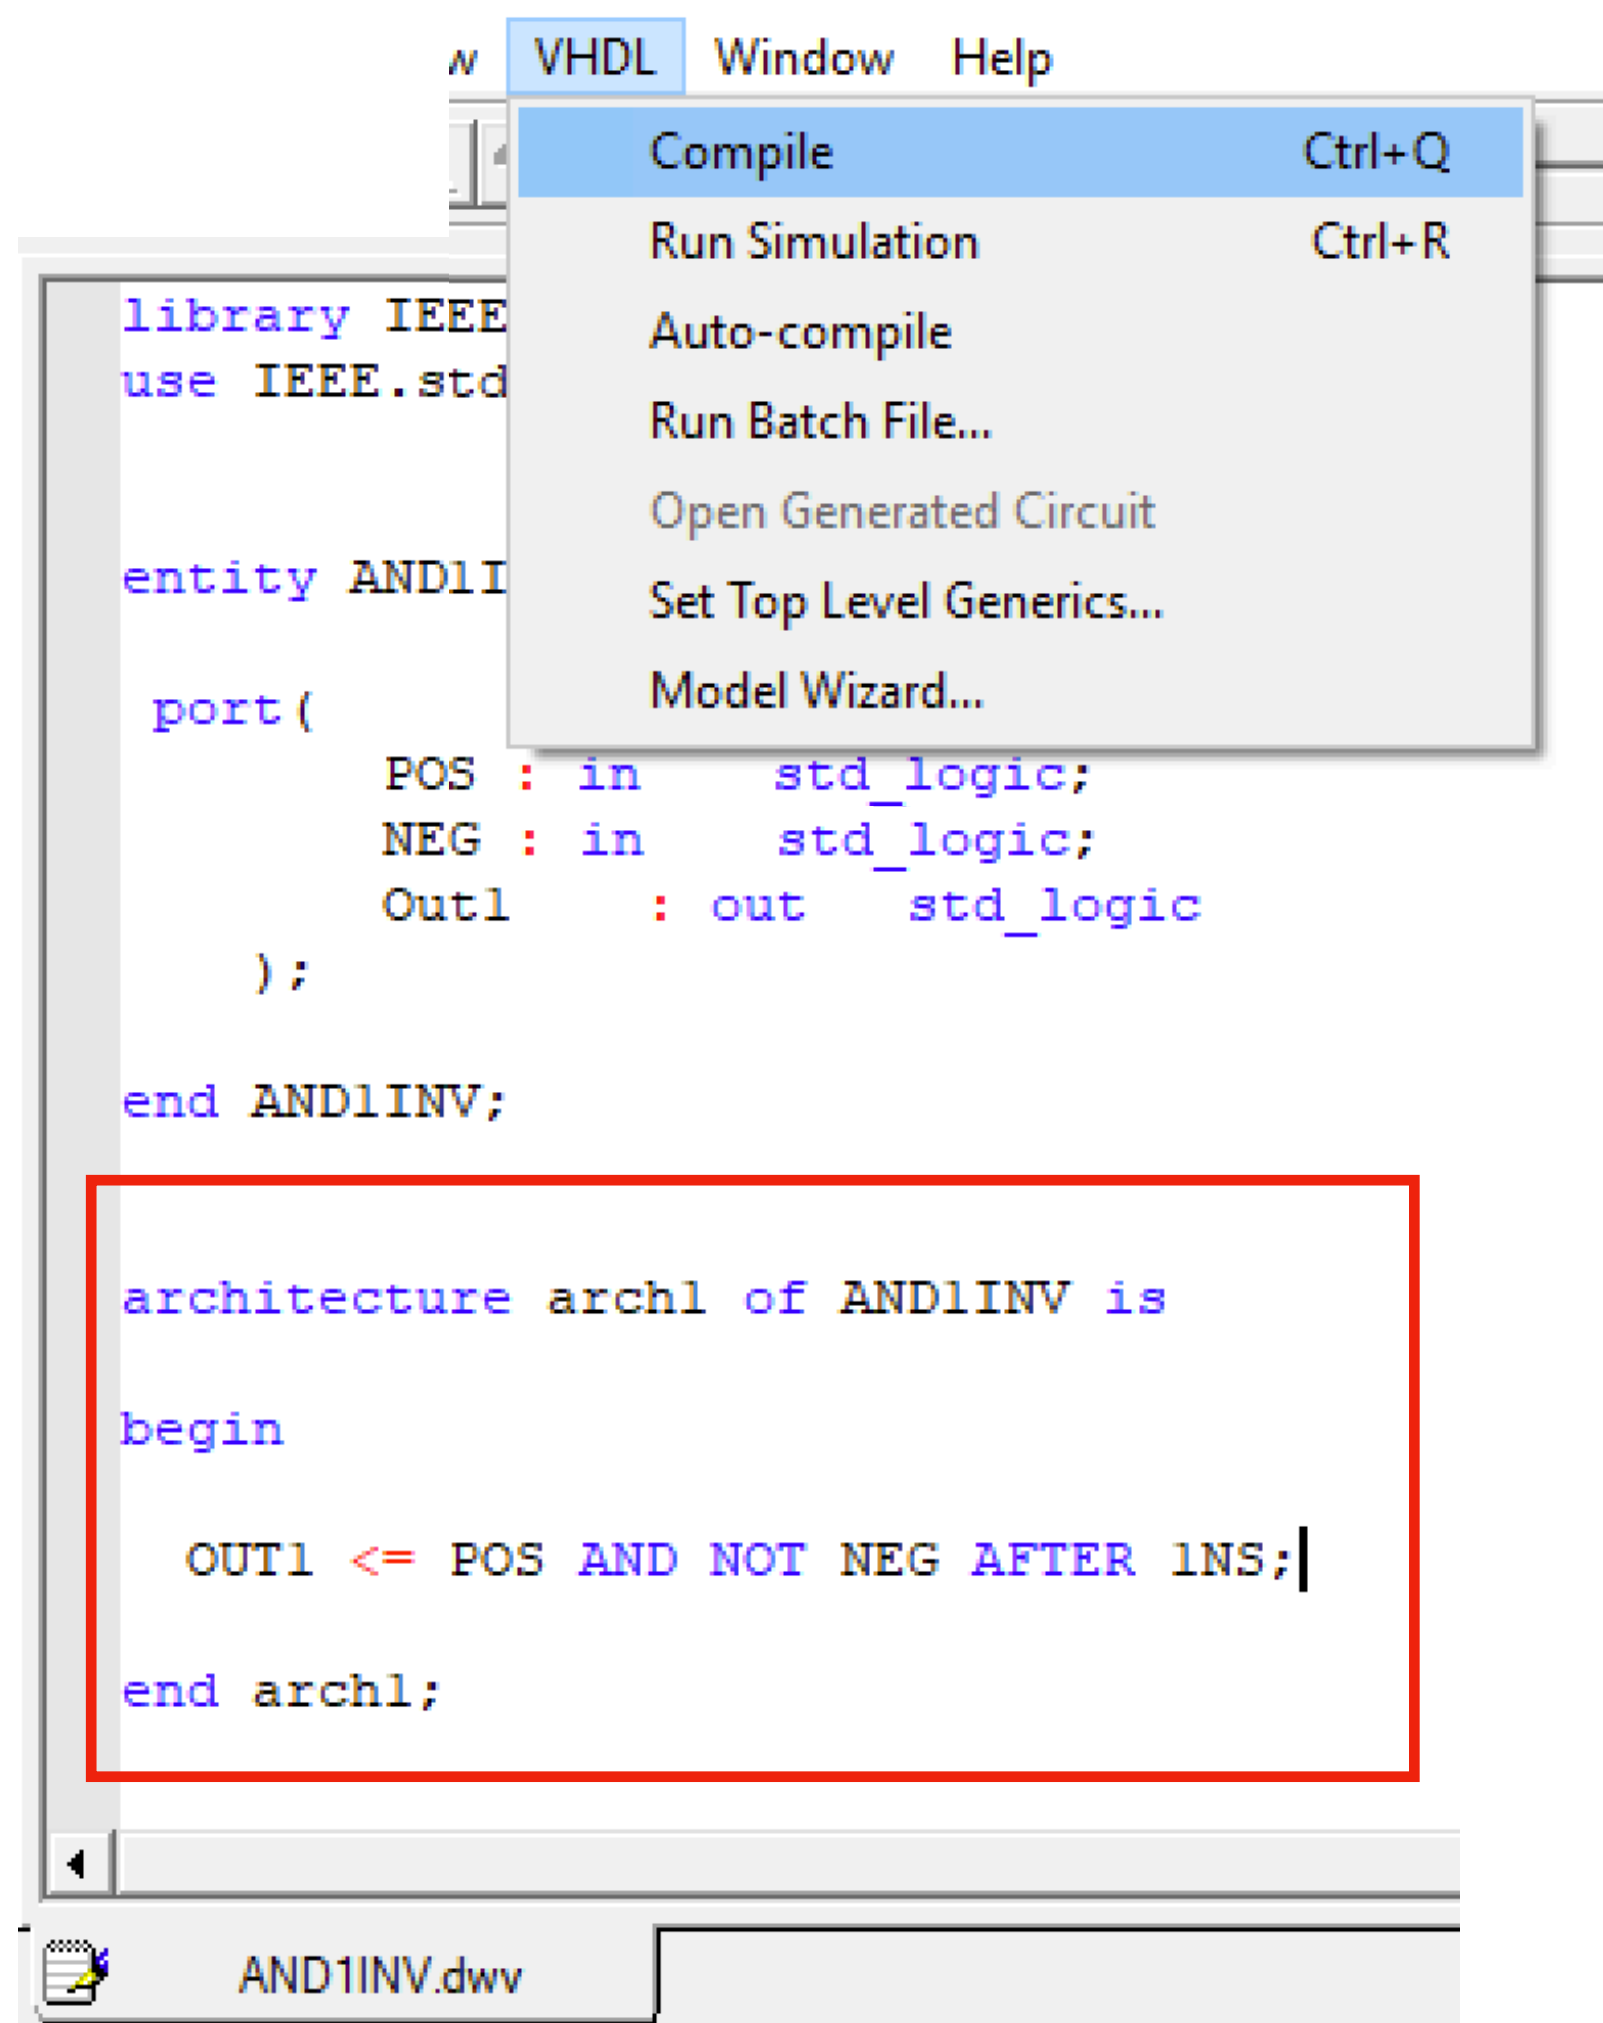 VHDL Window Help
Compile Ctrl+Q
Run Simulation Ctrl+R
Auto-compile
Run Batch File...
Open Generated Circuit
Set Top Level Generics...
Model Wizard...
library IEEE
use IEEE.std
entity AND1I
port(
POS : in std_logic;
NEG : in std_logic;
Out1 : out std_logic
);
end AND1INV;
architecture arch1 of AND1INV is
begin
OUT1 <= POS AND NOT NEG AFTER 1NS;
end arch1;
AND1INV.dwv